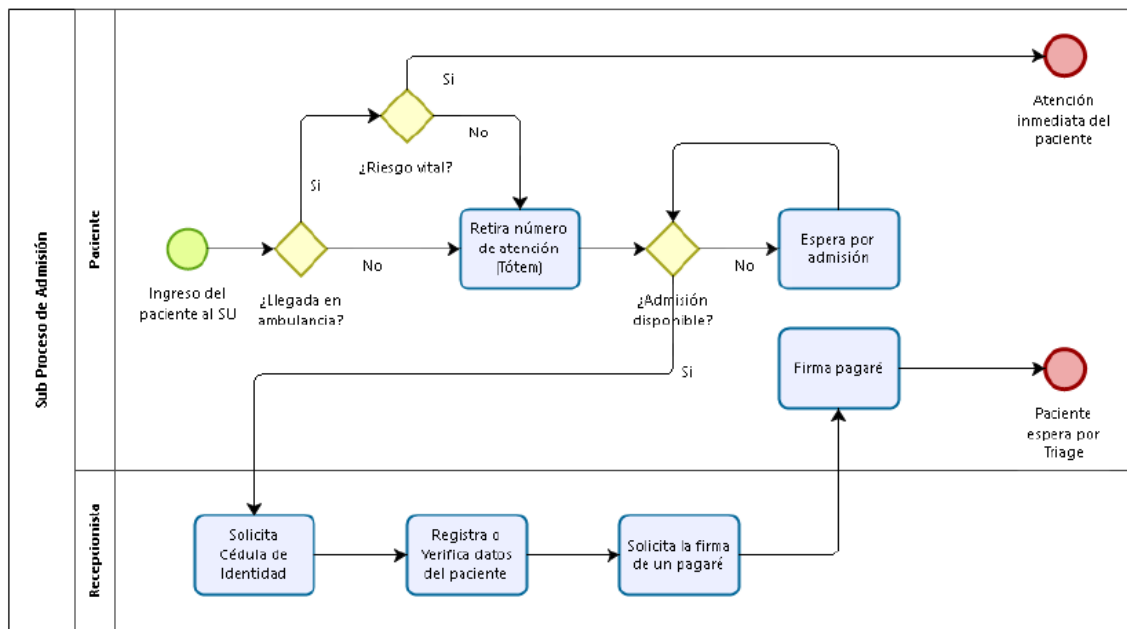 Sub Proceso de Admisión
Paciente
Si
Atención
inmediata del
paciente
No
¿Riesgo vital?
Si
Retira número
de atención
(Tótem)
Espera por
admisión
No
No
Ingreso del
paciente al SU
¿Llegada en
ambulancia?
¿Admisión
disponible?
Si
Firma pagaré
Paciente
espera por
Triage
Recepcionista
Solicita
Cédula de
Identidad
Registra o
Verifica datos
del paciente
Solicita la firma
de un pagaré